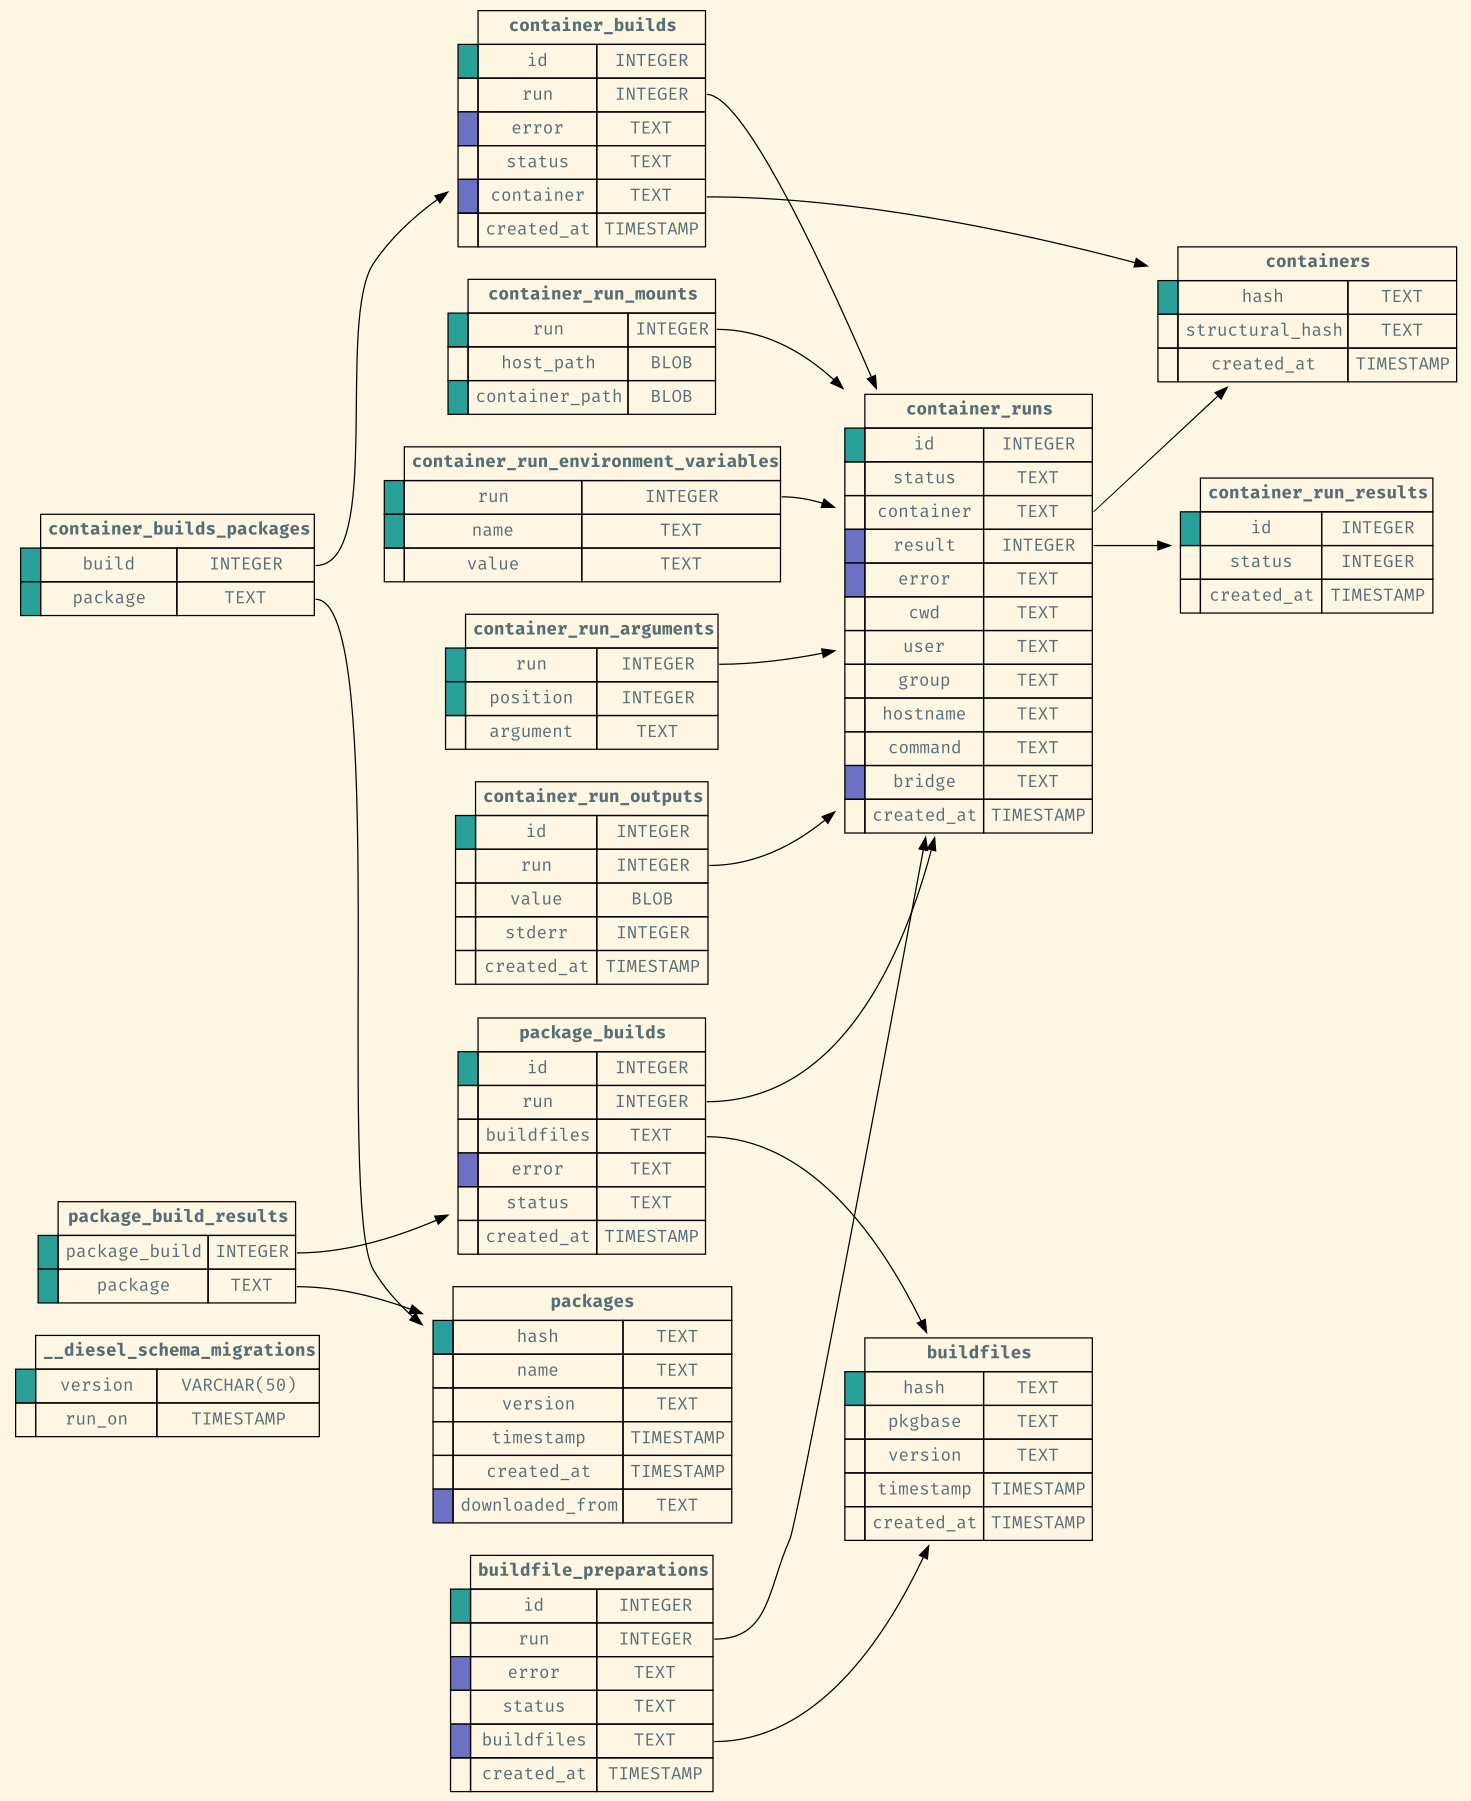 container_builds
id INTEGER
run INTEGER
error TEXT
status TEXT
container TEXT
created_at TIMESTAMP
container_run_mounts
run INTEGER
host_path BLOB
container_path BLOB
container_run_environment_variables
run INTEGER
name TEXT
value TEXT
container_builds_packages
build INTEGER
package TEXT
container_run_arguments
run INTEGER
position INTEGER
argument TEXT
container_run_outputs
id INTEGER
run INTEGER
value BLOB
stderr INTEGER
created_at TIMESTAMP
containers
hash TEXT
structural_hash TEXT
created_at TIMESTAMP
container_runs
id INTEGER
status TEXT
container TEXT
result INTEGER
error TEXT
cwd TEXT
user TEXT
group TEXT
hostname TEXT
command TEXT
bridge TEXT
created_at TIMESTAMP
container_run_results
id INTEGER
status INTEGER
created_at TIMESTAMP
package_builds
id INTEGER
run INTEGER
buildfiles TEXT
error TEXT
status TEXT
created_at TIMESTAMP
package_build_results
package_build INTEGER
package TEXT
__diesel_schema_migrations
version VARCHAR(50)
run_on TIMESTAMP
packages
hash TEXT
name TEXT
version TEXT
timestamp TIMESTAMP
created_at TIMESTAMP
downloaded_from TEXT
buildfiles
hash TEXT
pkgbase TEXT
version TEXT
timestamp TIMESTAMP
created_at TIMESTAMP
buildfile_preparations
id INTEGER
run INTEGER
error TEXT
status TEXT
buildfiles TEXT
created_at TIMESTAMP